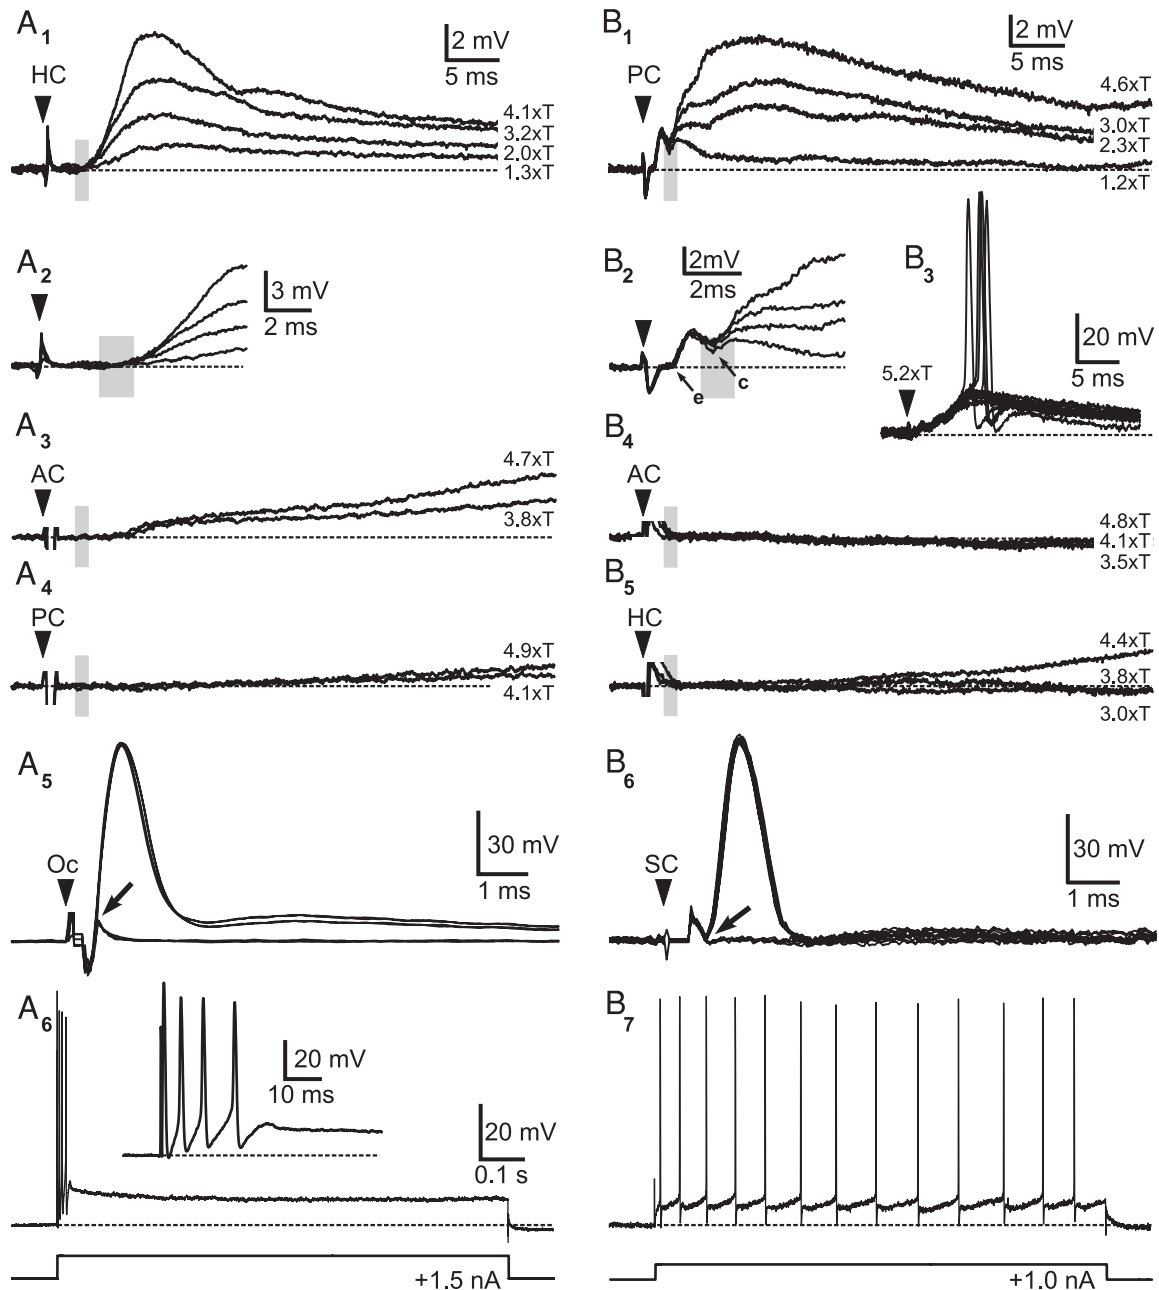 A1
HC
2 mV
5 ms
4.1xT
3.2xT
2.0xT
1.3xT
B1
PC
2 mV
5 ms
4.6xT
3.0xT
2.3xT
1.2xT
A2
3 mV
2 ms
B2
2mV
2ms
e
c
B3
5.2xT
20 mV
5 ms
A3
AC
4.7xT
3.8xT
B4
AC
4.8xT
4.1xT
3.5xT
A4
PC
4.9xT
4.1xT
B5
HC
4.4xT
3.8xT
3.0xT
A5
Oc
30 mV
1 ms
B6
SC
30 mV
1 ms
A6
20 mV
10 ms
20 mV
0.1 s
+1.5 nA
B7
+1.0 nA